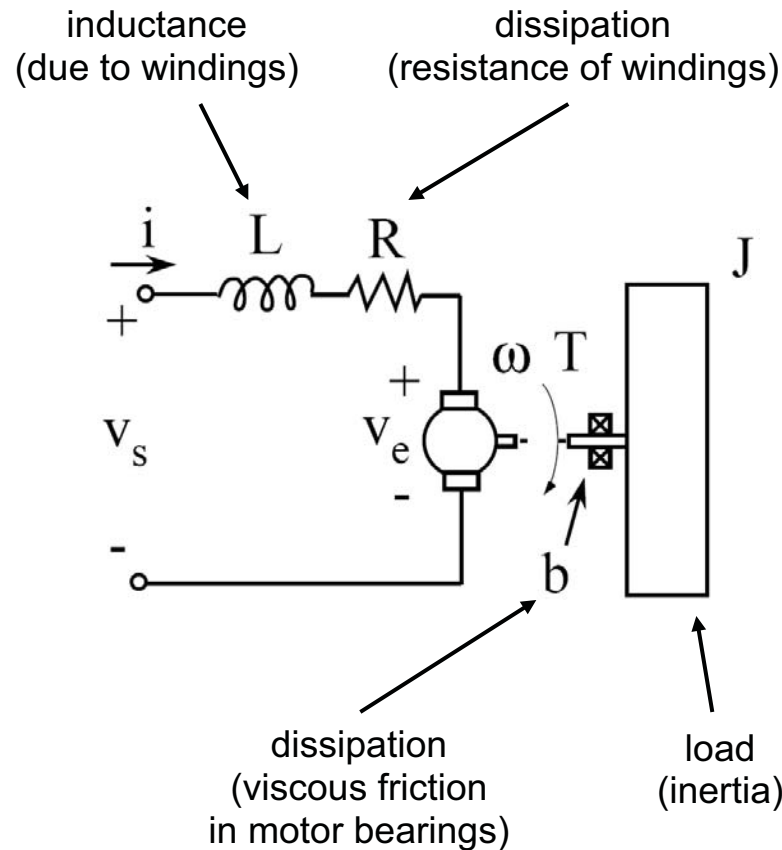 inductance
(due to windings)
dissipation
(resistance of windings)
i
L
R
J
+
+
ω T
v_s
v_e
-
-
b
dissipation
(viscous friction
in motor bearings)
load
(inertia)